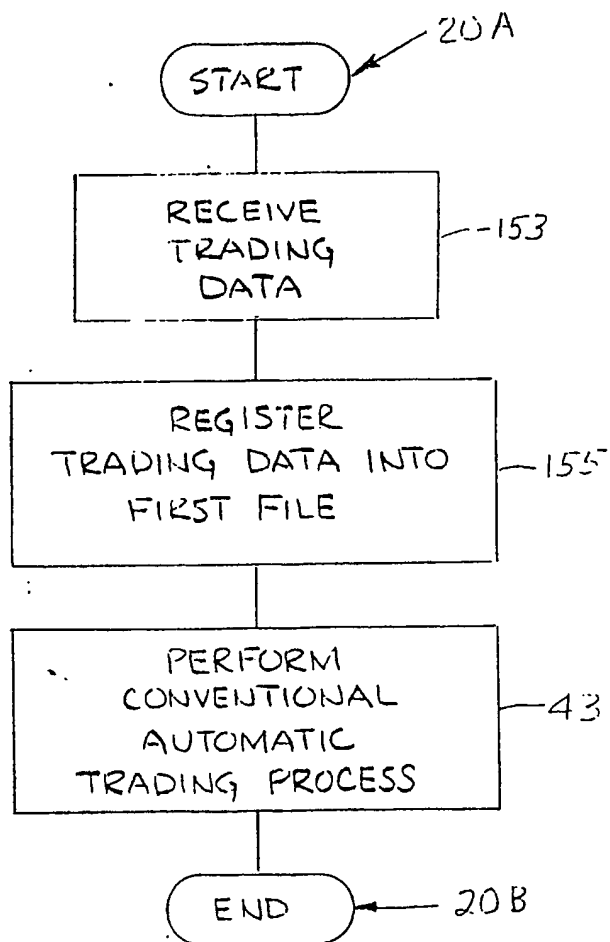 20A
START
RECEIVE
TRADING
DATA
153
REGISTER
TRADING DATA INTO
FIRST FILE
155
PERFORM
CONVENTIONAL
AUTOMATIC
TRADING PROCESS
43
END
20B